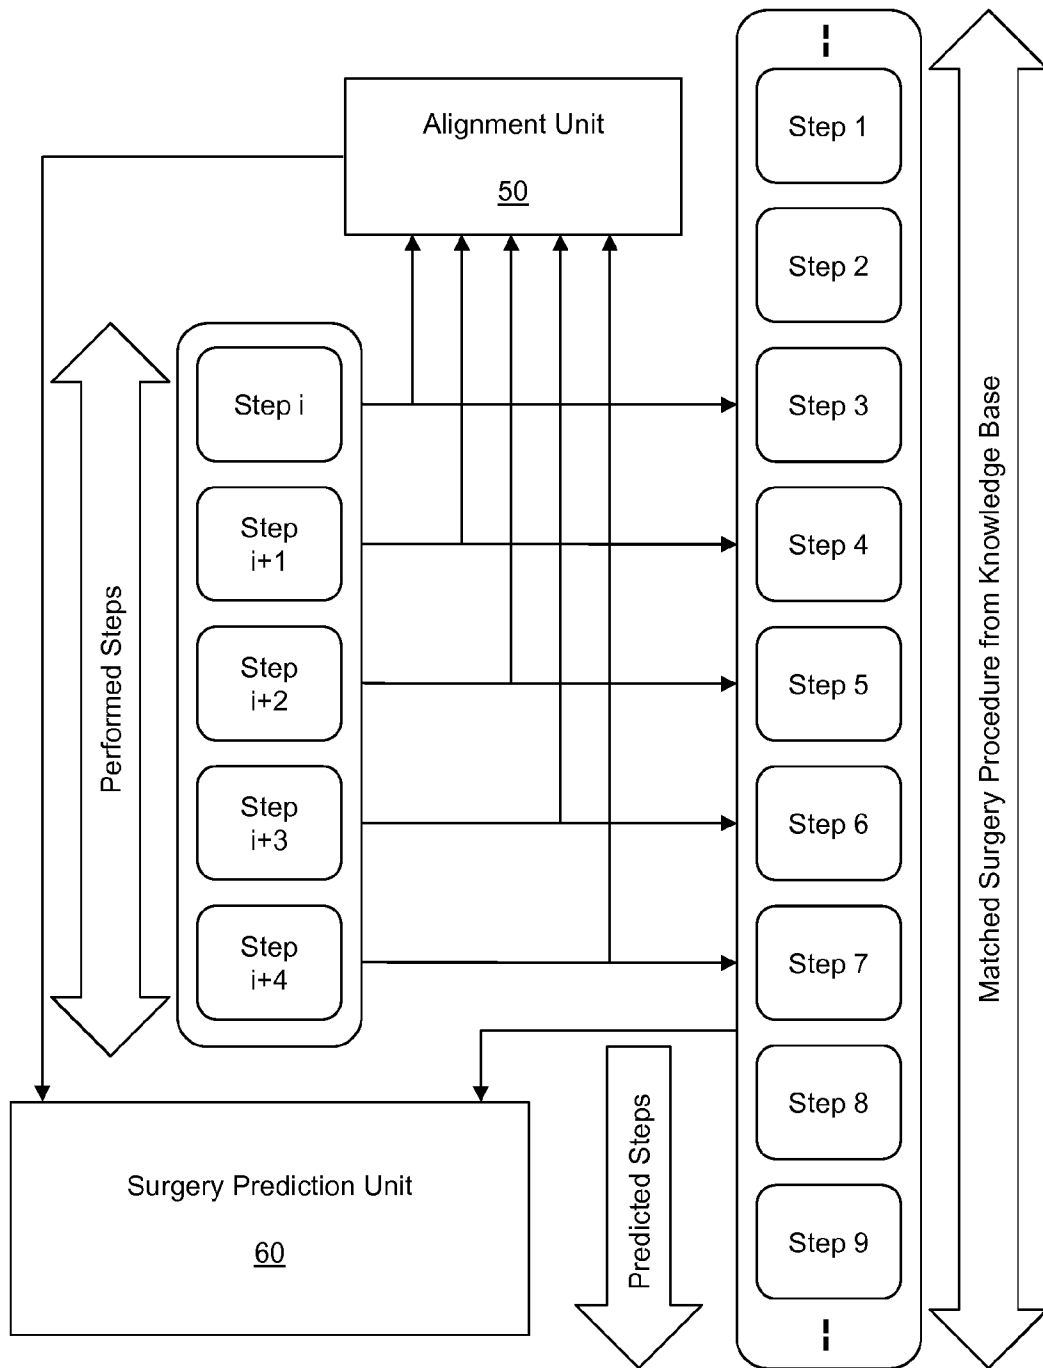 Alignment Unit
50
Performed Steps
Step i
Step
i+1
Step
i+2
Step
i+3
Step
i+4
Step 1
Step 2
Step 3
Step 4
Step 5
Step 6
Step 7
Step 8
Step 9
Matched Surgery Procedure from Knowledge Base
Predicted Steps
Surgery Prediction Unit
60